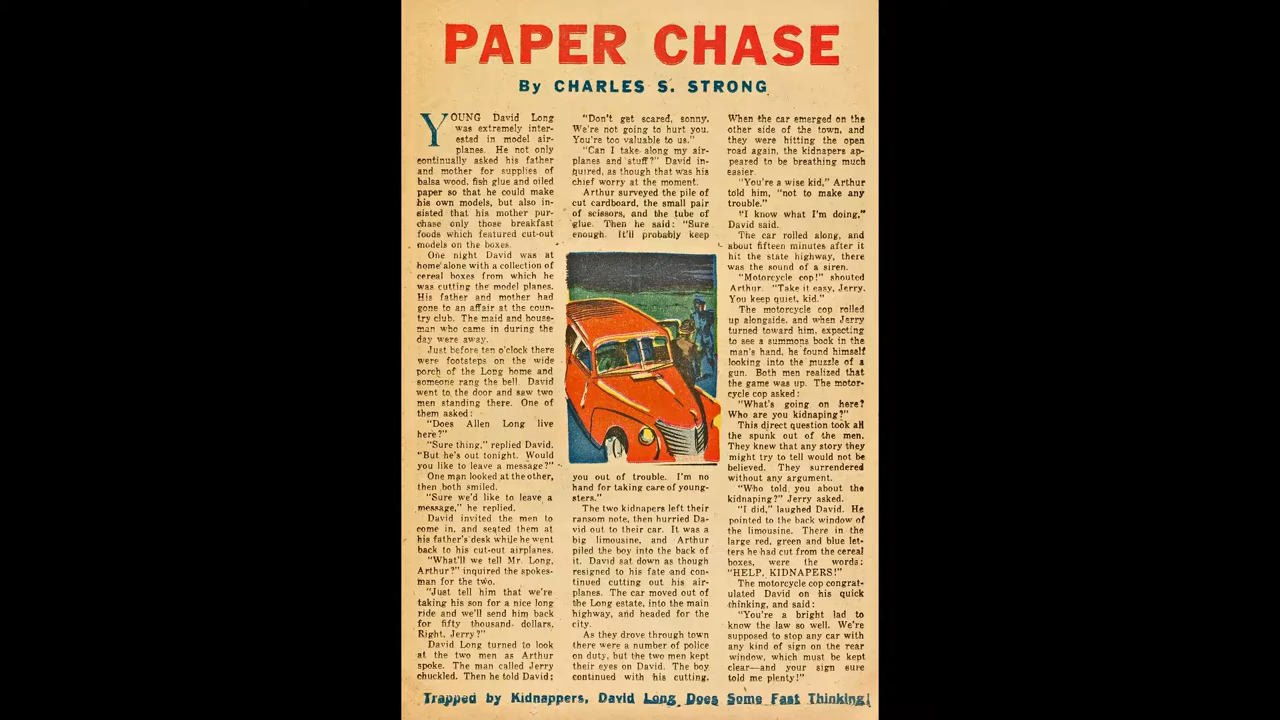 PAPER CHASE
By CHARLES S. STRONG
YOUNG David Long
was extremely inter-
ested in model air-
planes. He not only
continually asked his father
and mother for supplies of
balsa wood, fish glue and oiled
paper so that he could make
his own models, but also in-
sisted that his mother pur-
chase only those breakfast
foods which featured cut-out
models on the boxes.
One night David was at
home alone with a collection of
cereal boxes from which he
was cutting the model planes.
His father and mother had
gone to an affair at the coun-
try club. The maid and house-
man who came in during the
day were away.
Just before ten o'clock there
were footsteps on the wide
porch of the Long home and
someone rang the bell. David
went to the door and saw two
men standing there. One of
them asked:
"Does Allen Long live
here?"
"Sure thing," replied David.
"But he's out tonight. Would
you like to leave a message?"
One man looked at the other,
then both smiled.
"Sure we'd like to leave a
message," he replied.
David invited the men to
come in, and seated them at
his father's desk while he went
back to his cut-out airplanes.
"What'll we tell Mr. Long,
Arthur?" inquired the spokes-
man for the two.
"Just tell him that we're
taking his son for a nice long
ride and we'll send him back
for fifty thousand dollars,
Right, Jerry?"
David Long turned to look
at the two men as Arthur
spoke. The man called Jerry
chuckled. Then he told David:
"Don't get scared, sonny.
We're not going to hurt you.
You're too valuable to us."
"Can I take along my air-
planes and stuff?" David in-
quired, as though that was his
chief worry at the moment.
Arthur surveyed the pile of
cut cardboard, the small pair
of scissors, and the tube of
glue. Then he said: "Sure
enough. It'll probably keep
you out of trouble. I'm no
hand for taking care of young-
sters."
The two kidnappers left their
ransom note, then hurried Da-
vid out to their car. It was a
big limousine, and Arthur
piled the boy into the back of
it. David sat down as though
resigned to his fate and con-
tinued cutting out his air-
planes. The car moved out of
the Long estate, into the main
highway, and headed for the
city.
As they drove through town
there were a number of police
on duty, but the two men kept
their eyes on David. The boy
continued with his cutting.
When the car emerged on the
other side of the town, and
they were hitting the open
road again, the kidnapers ap-
peared to be breathing much
easier.
"You're a wise kid," Arthur
told him, "not to make any
trouble."
"I know what I'm doing,"
David said.
The car rolled along, and
about fifteen minutes after it
hit the state highway, there
was the sound of a siren.
"Motorcycle cop!" shouted
Arthur. "Take it easy, Jerry.
You keep quiet, kid."
The motorcycle cop rolled
up alongside, and when Jerry
turned toward him, expecting
to see a summons book in the
man's hand, he found himself
looking into the muzzle of a
gun. Both men realized that
the game was up. The motor-
cycle cop asked:
"What's going on here?
Who are you kidnaping?"
This direct question took all
the spunk out of the men.
They knew that any story they
might try to tell would not be
believed. They surrendered
without any argument.
"Who told you about the
kidnaping?" Jerry asked.
"I did," laughed David. He
pointed to the back window of
the limousine. There in the
large red, green and blue let-
ters he had cut from the cereal
boxes, were the words:
"HELP, KIDNAPERS!"
The motorcycle cop congrat-
ulated David on his quick
thinking, and said:
"You're a bright lad to
know the law so well. We're
supposed to stop any car with
any kind of sign on the rear
window, which must be kept
clear—and your sign sure
told me plenty!"
Trapped by Kidnappers, David Long Does Some Fast Thinking!